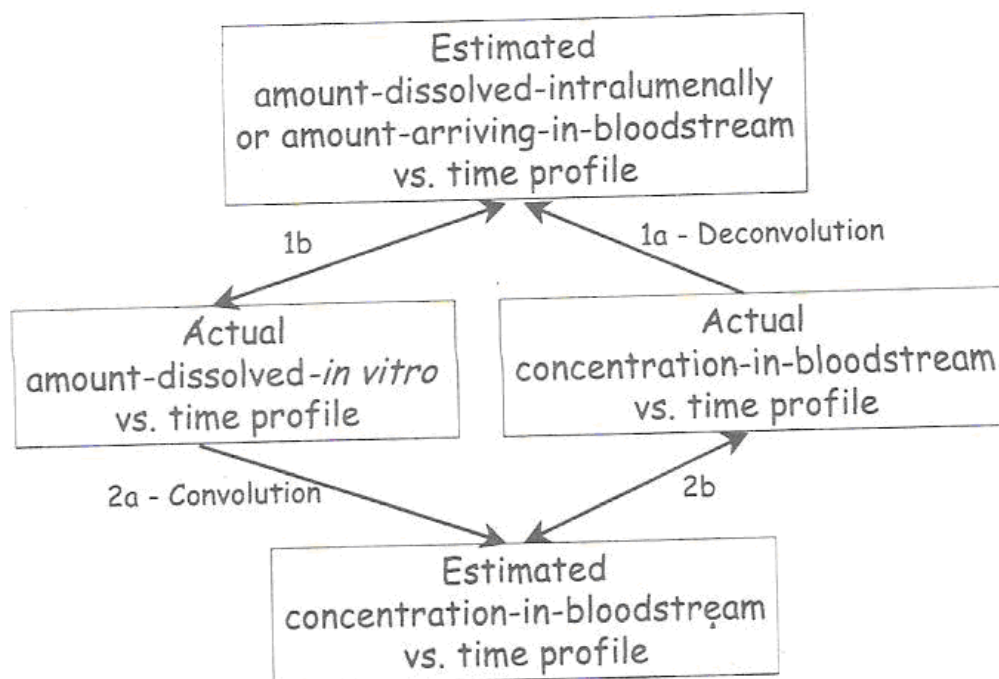 Estimated
amount-dissolved-intralumenally
or amount-arriving-in-bloodstream
vs. time profile
1b
1a - Deconvolution
Actual
amount-dissolved-in vitro
vs. time profile
Actual
concentration-in-bloodstream
vs. time profile
2a - Convolution
2b
Estimated
concentration-in-bloodstream
vs. time profile